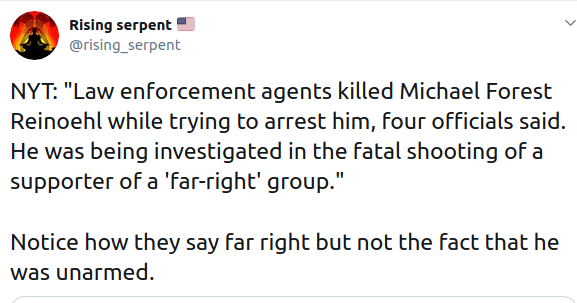 Rising serpent 🇺🇸
@rising_serpent
NYT: "Law enforcement agents killed Michael Forest
Reinoehl while trying to arrest him, four officials said.
He was being investigated in the fatal shooting of a
supporter of a 'far-right' group."
Notice how they say far right but not the fact that he
was unarmed.